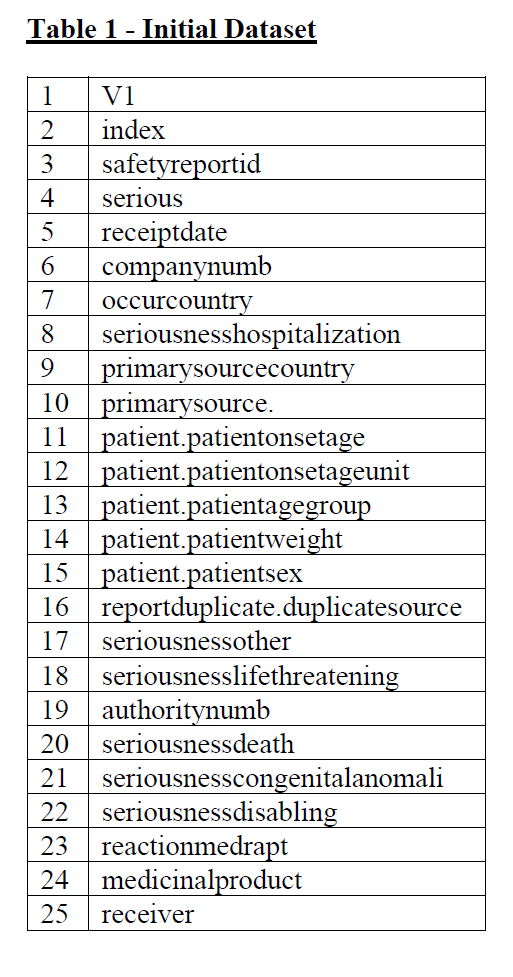 Table 1 - Initial Dataset
1 V1
2 index
3 safetyreportid
4 serious
5 receiptdate
6 companynumb
7 occurcountry
8 seriousnesshospitalization
9 primarysourcecountry
10 primarysource.
11 patient.patientonsetage
12 patient.patientonsetageunit
13 patient.patientagegroup
14 patient.patientweight
15 patient.patientsex
16 reportduplicate.duplicatesource
17 seriousnessother
18 seriousnesslifethreatening
19 authoritynumb
20 seriousnessdeath
21 seriousnesscongenitalanomali
22 seriousnessdisabling
23 reactionmedrapt
24 medicinalproduct
25 receiver